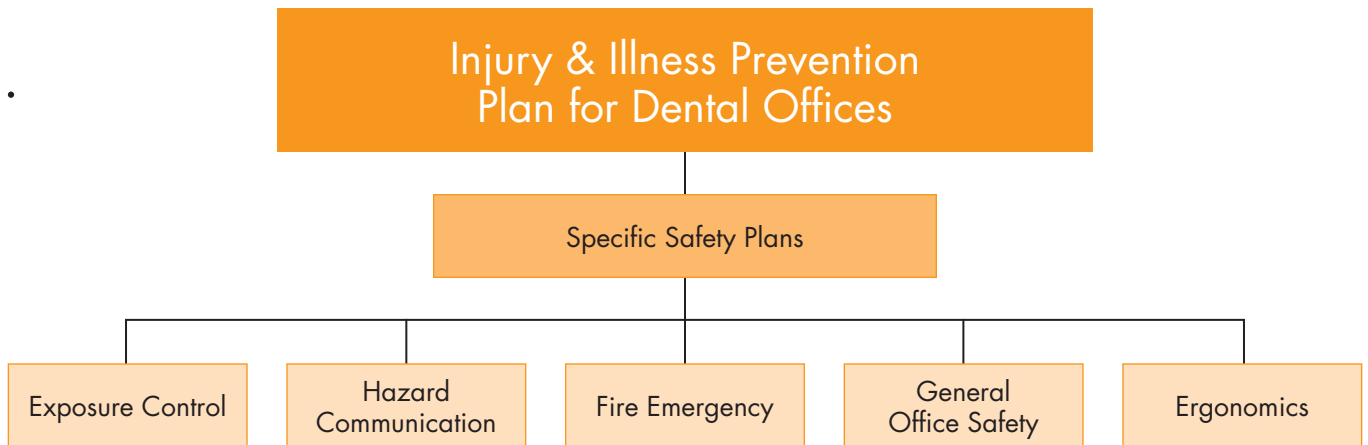 Injury & Illness Prevention
Plan for Dental Offices
•
Specific Safety Plans
Exposure Control
Hazard
Communication
Fire Emergency
General
Office Safety
Ergonomics